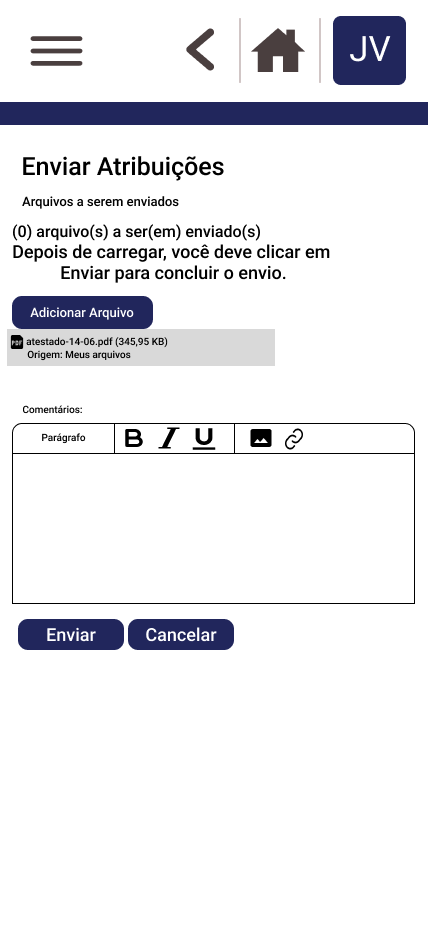 JV
Enviar Atribuições
Arquivos a serem enviados
(0) arquivo(s) a ser(em) enviado(s)
Depois de carregar, você deve clicar em
Enviar para concluir o envio.
Adicionar Arquivo
PDF atestado-14-06.pdf (345,95 KB)
Origem: Meus arquivos
Comentários:
Parágrafo B I U
Enviar Cancelar